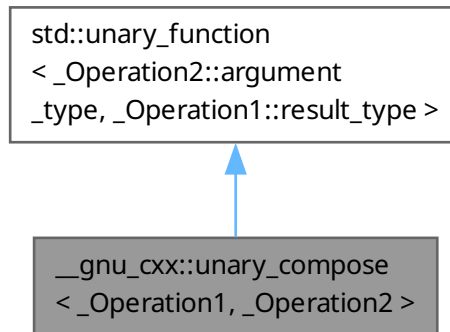 std::unary_function
< _Operation2::argument
_type, _Operation1::result_type >
__gnu_cxx::unary_compose
< _Operation1, _Operation2 >